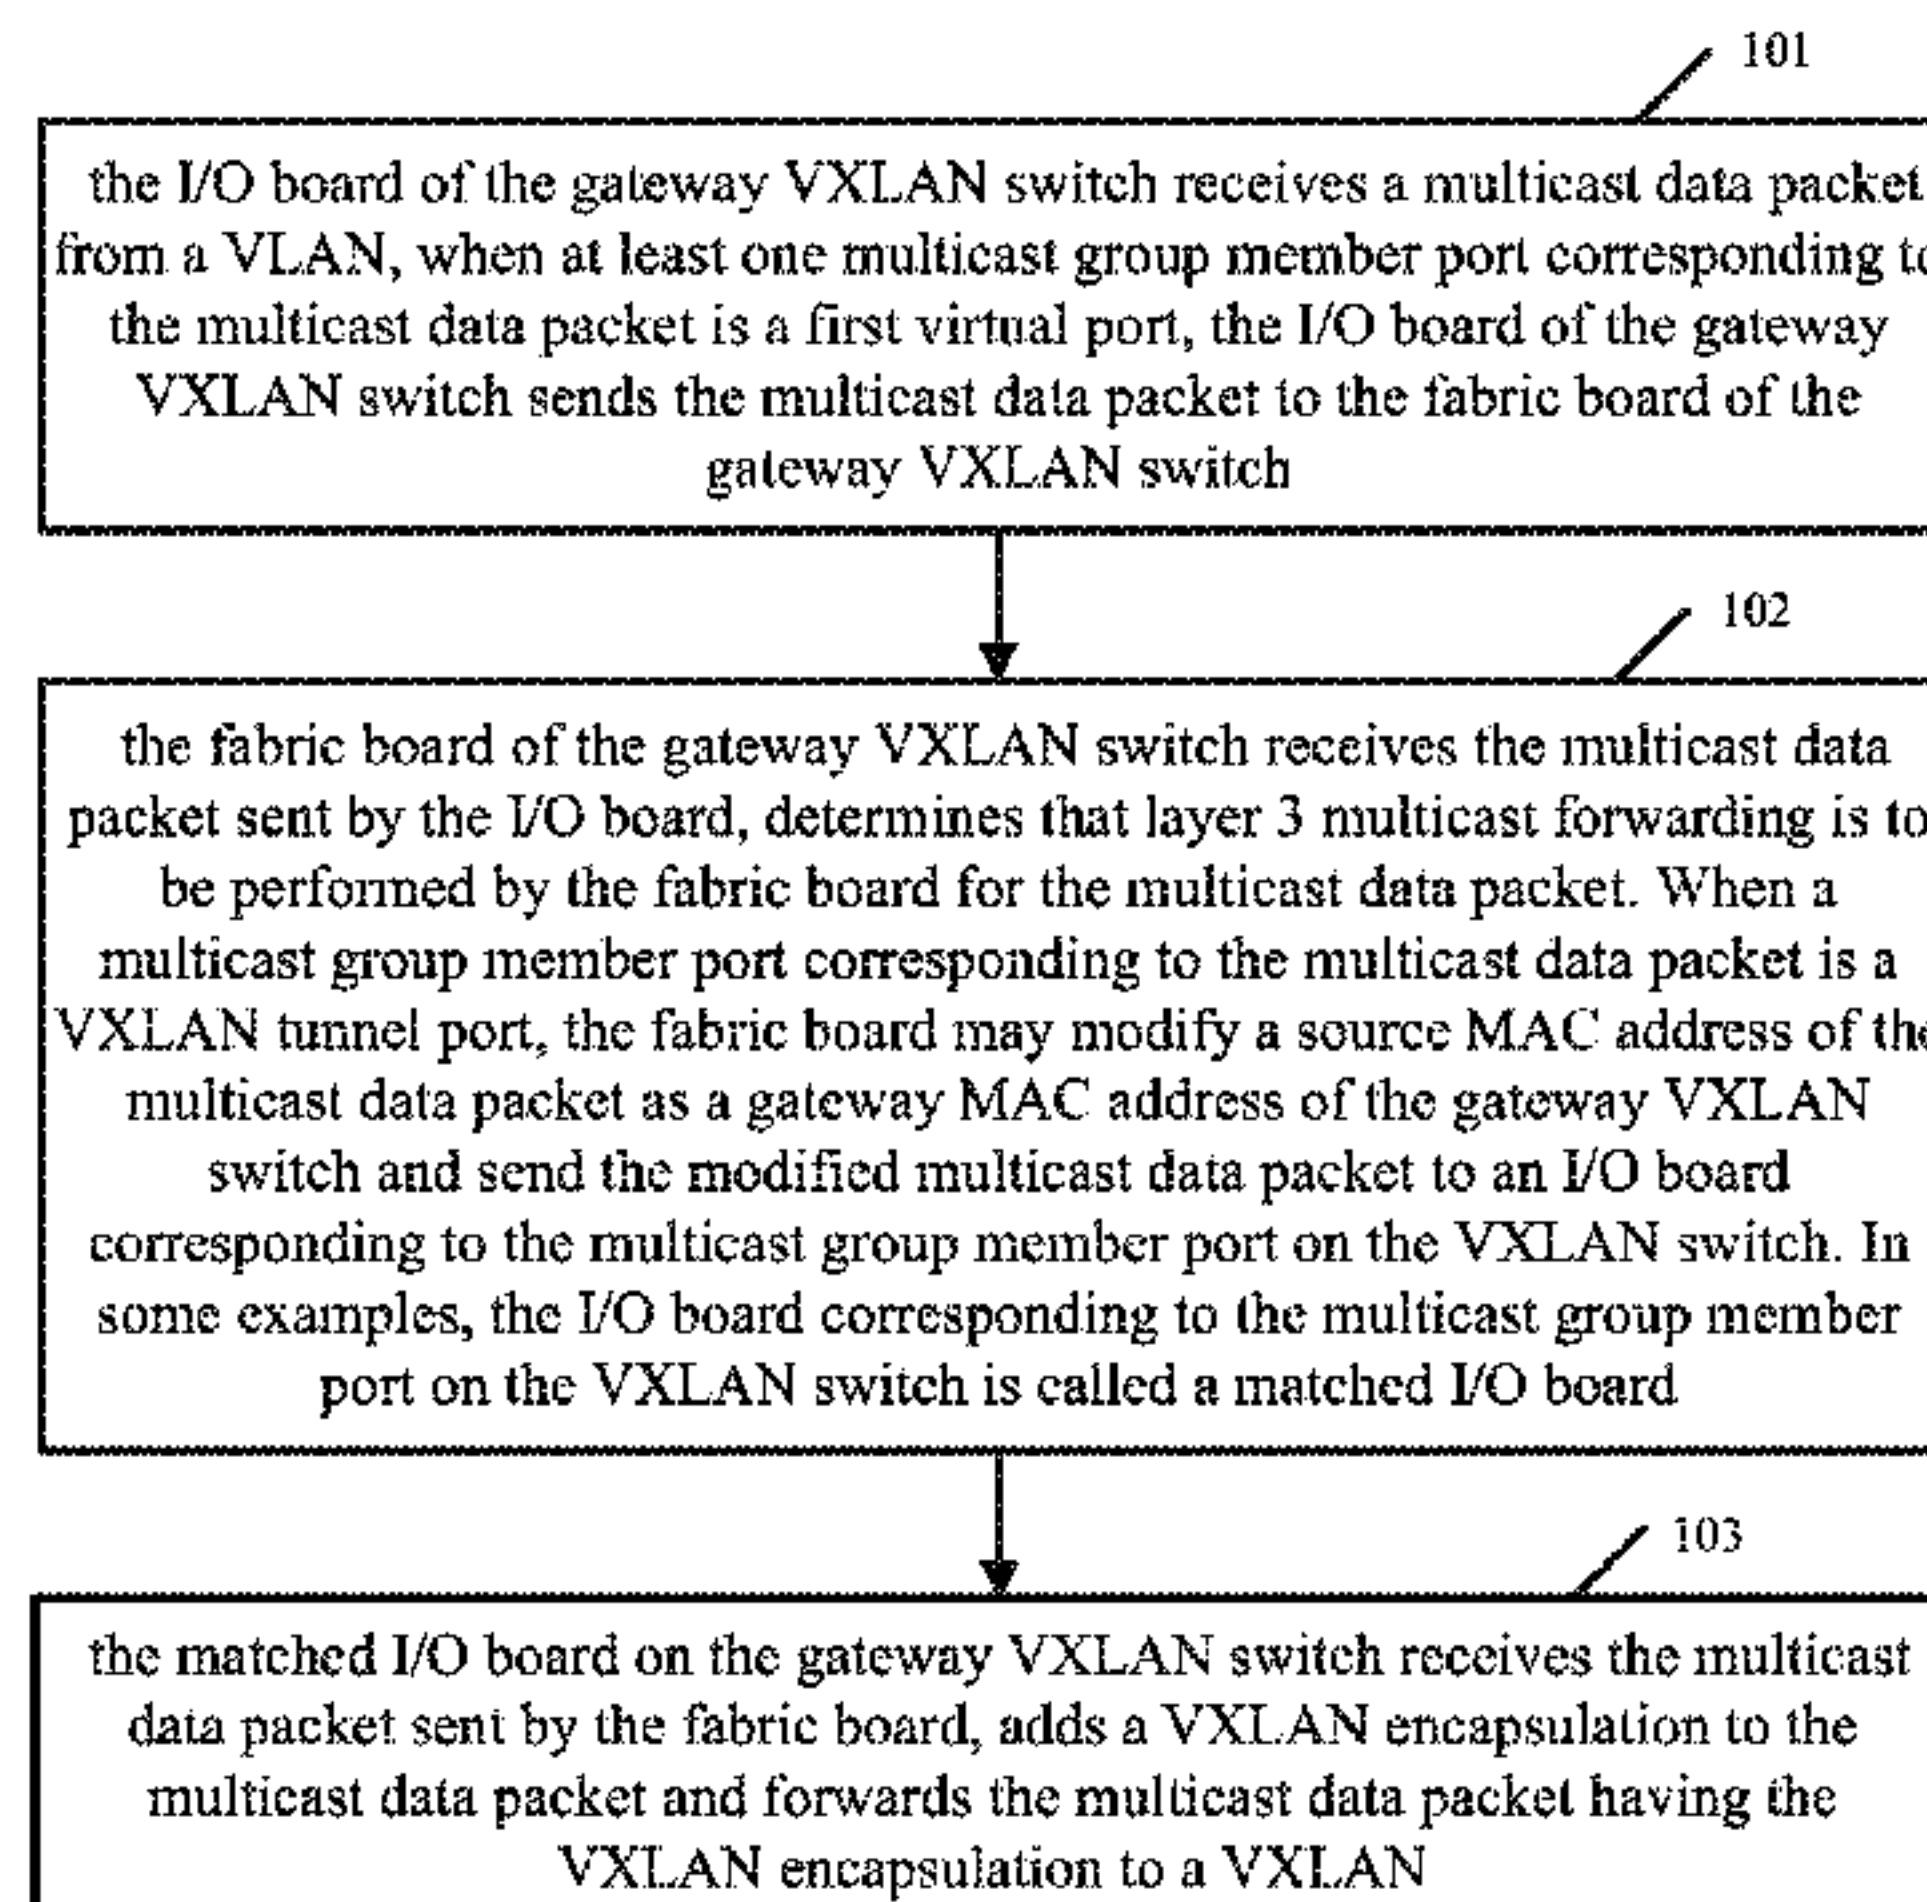 101
the I/O board of the gateway VXLAN switch receives a multicast data packet
from a VLAN, when at least one multicast group member port corresponding to
the multicast data packet is a first virtual port, the I/O board of the gateway
VXLAN switch sends the multicast data packet to the fabric board of the
gateway VXLAN switch
102
the fabric board of the gateway VXLAN switch receives the multicast data
packet sent by the I/O board, determines that layer 3 multicast forwarding is to
be performed by the fabric board for the multicast data packet. When a
multicast group member port corresponding to the multicast data packet is a
VXLAN tunnel port, the fabric board may modify a source MAC address of the
multicast data packet as a gateway MAC address of the gateway VXLAN
switch and send the modified multicast data packet to an I/O board
corresponding to the multicast group member port on the VXLAN switch. In
some examples, the I/O board corresponding to the multicast group member
port on the VXLAN switch is called a matched I/O board
103
the matched I/O board on the gateway VXLAN switch receives the multicast
data packet sent by the fabric board, adds a VXLAN encapsulation to the
multicast data packet and forwards the multicast data packet having the
VXLAN encapsulation to a VXLAN